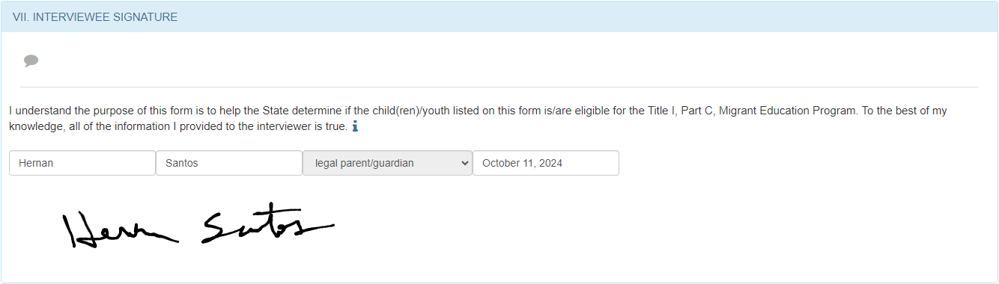 VII. INTERVIEWEE SIGNATURE
I understand the purpose of this form is to help the State determine if the child(ren)/youth listed on this form is/are eligible for the Title I, Part C, Migrant Education Program. To the best of my
knowledge, all of the information I provided to the interviewer is true.
Hernan Santos legal parent/guardian October 11, 2024
Hernan Santos